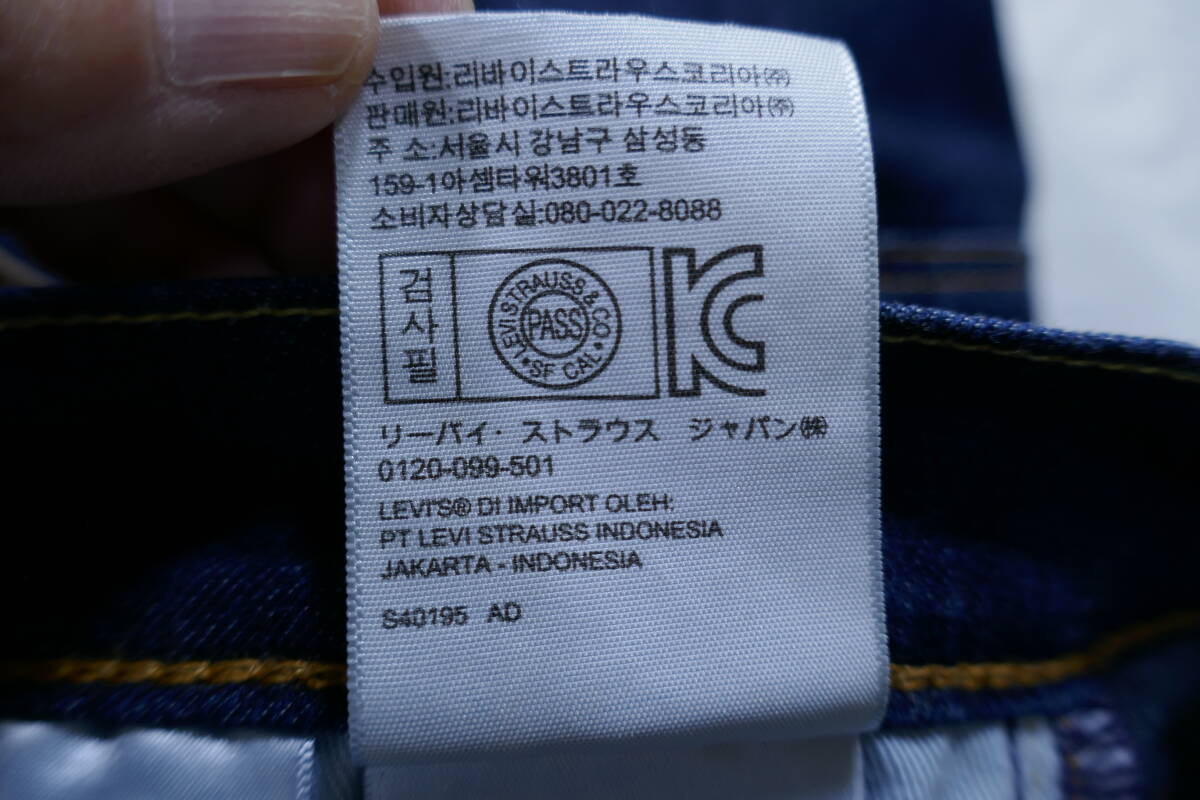 수입원:리바이스트라우스코리아㈜
판매원:리바이스트라우스코리아㈜
주 소:서울시 강남구 삼성동
159-1아셈타워3801호
소비자상담실:080-022-8088
검사필
LEVI STRAUSS & CO.
PASS
SF CAL
KC
リーバイ・ストラウス ジャパン㈱
0120-099-501
LEVI'S® DI IMPORT OLEH:
PT LEVI STRAUSS INDONESIA
JAKARTA - INDONESIA
S40195 AD